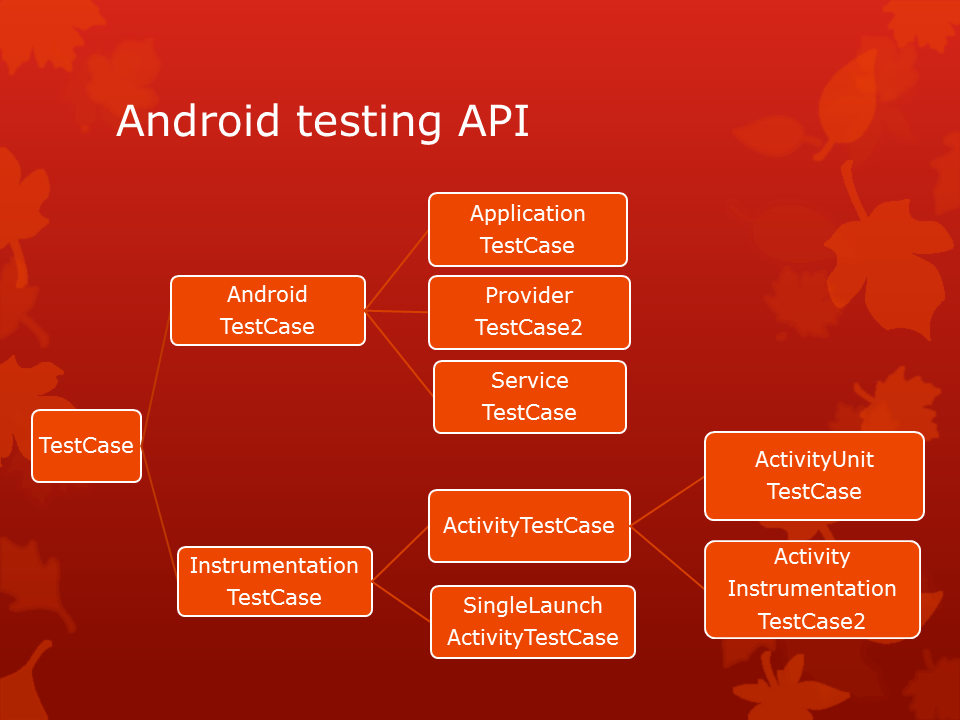 Android testing API
Application
TestCase
Android
TestCase
Provider
TestCase2
Service
TestCase
TestCase
ActivityUnit
TestCase
ActivityTestCase
Instrumentation
TestCase
Activity
Instrumentation
TestCase2
SingleLaunch
ActivityTestCase